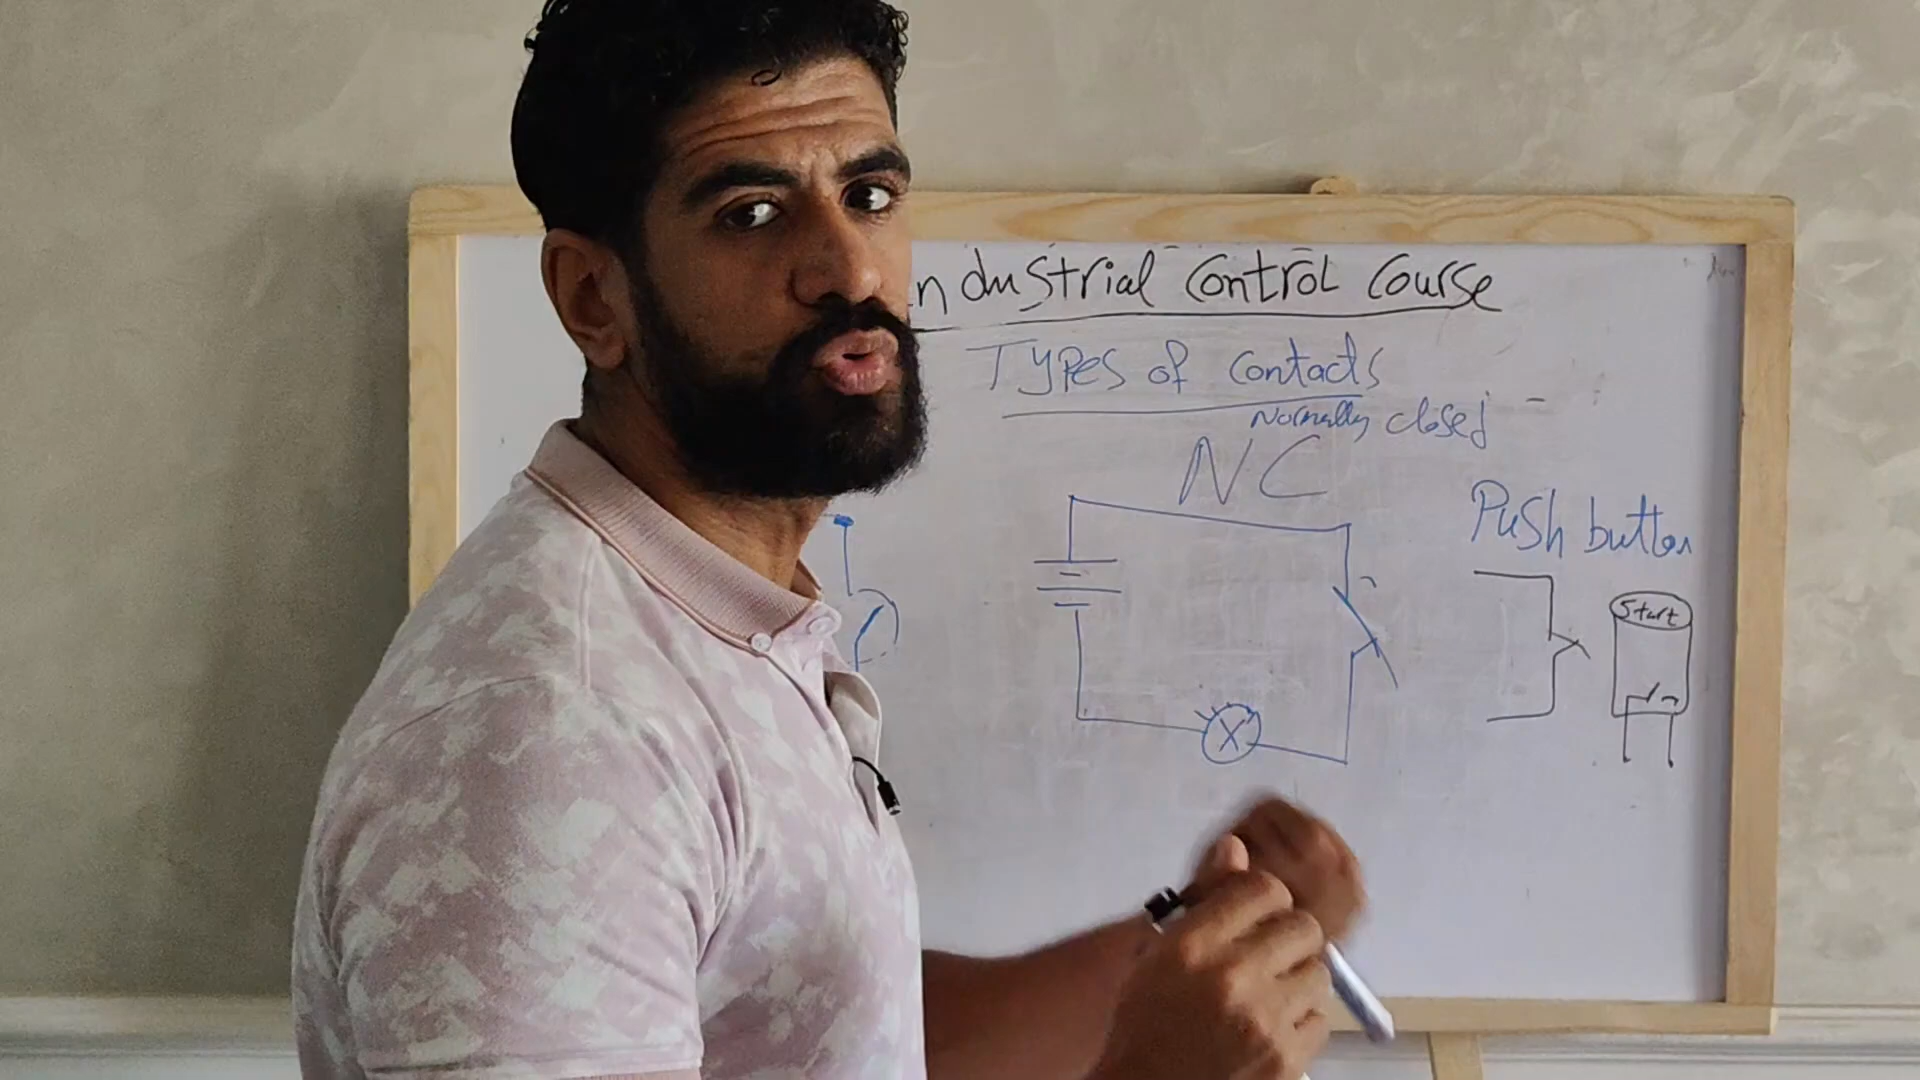 ndustrial Control Course
Types of contacts
Normally closed
NC
Push button
Start
X